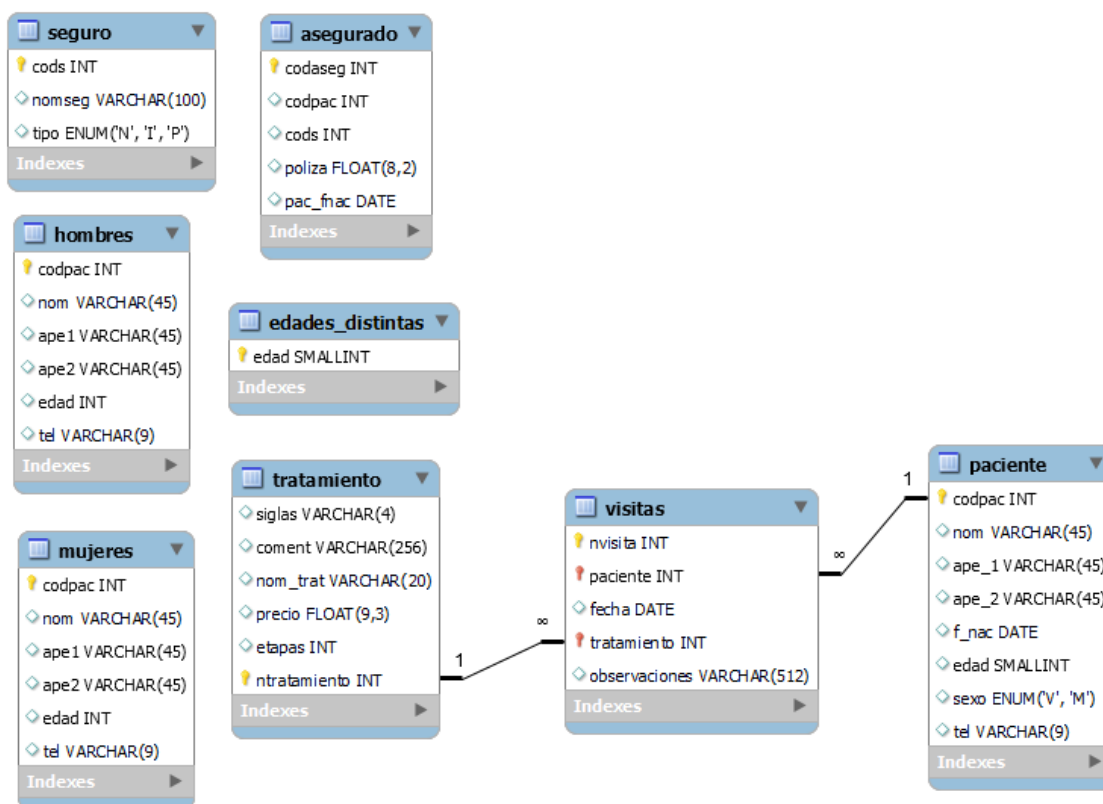 seguro
cods INT
nomseg VARCHAR(100)
tipo ENUM('N', 'I', 'P')
Indexes
asegurado
codaseg INT
codpac INT
cods INT
poliza FLOAT(8,2)
pac_fnac DATE
Indexes
hombres
codpac INT
nom VARCHAR(45)
ape1 VARCHAR(45)
ape2 VARCHAR(45)
edad INT
tel VARCHAR(9)
Indexes
edades_distintas
edad SMALLINT
Indexes
mujeres
codpac INT
nom VARCHAR(45)
ape1 VARCHAR(45)
ape2 VARCHAR(45)
edad INT
tel VARCHAR(9)
Indexes
tratamiento
siglas VARCHAR(4)
coment VARCHAR(256)
nom_trat VARCHAR(20)
precio FLOAT(9,3)
etapas INT
ntratamiento INT
Indexes
1
∞
visitas
nvisita INT
paciente INT
fecha DATE
tratamiento INT
observaciones VARCHAR(512)
Indexes
∞
1
paciente
codpac INT
nom VARCHAR(45)
ape_1 VARCHAR(45)
ape_2 VARCHAR(45)
f_nac DATE
edad SMALLINT
sexo ENUM('V', 'M')
tel VARCHAR(9)
Indexes